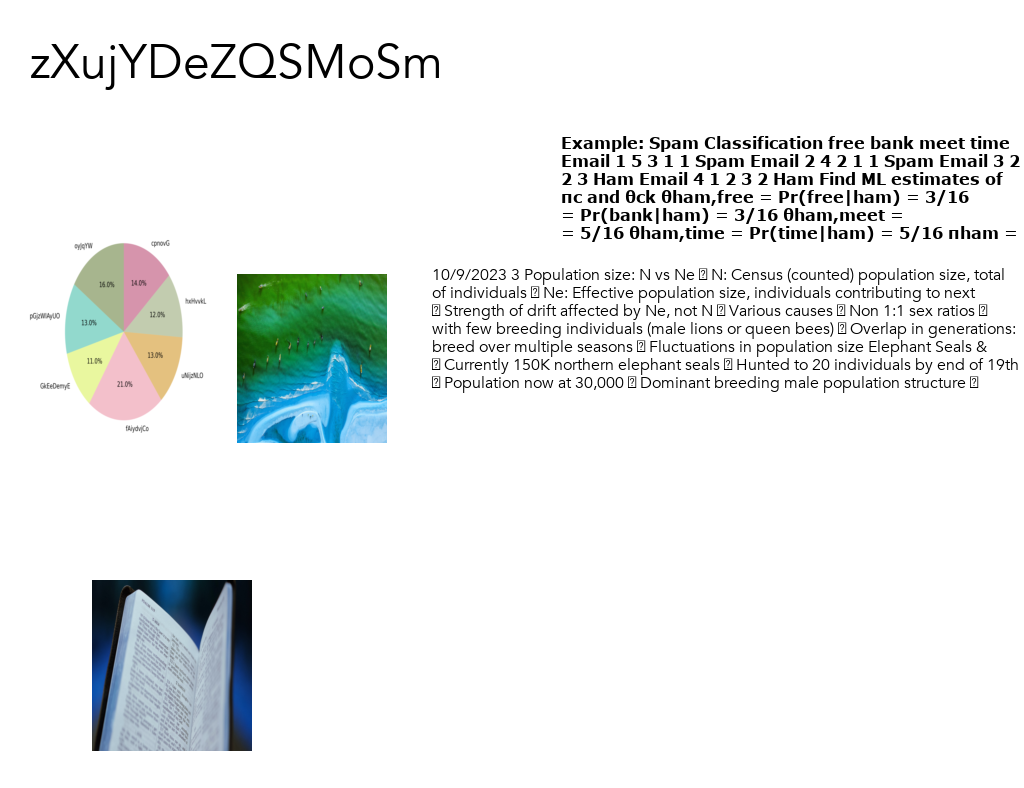 zXujYDeZQSMoSm
Example: Spam Classification free bank meet time
Email 1 5 3 1 1 Spam Email 2 4 2 1 1 Spam Email 3 2
2 3 Ham Email 4 1 2 3 2 Ham Find ML estimates of
πc and θck θham,free = Pr(free|ham) = 3/16
= Pr(bank|ham) = 3/16 θham,meet =
= 5/16 θham,time = Pr(time|ham) = 5/16 πham =
10/9/2023 3 Population size: N vs Ne  N: Census (counted) population size, total
of individuals  Ne: Effective population size, individuals contributing to next
 Strength of drift affected by Ne, not N  Various causes  Non 1:1 sex ratios 
with few breeding individuals (male lions or queen bees)  Overlap in generations:
breed over multiple seasons  Fluctuations in population size Elephant Seals &
 Currently 150K northern elephant seals  Hunted to 20 individuals by end of 19th
 Population now at 30,000  Dominant breeding male population structure 
oyjqYW
cpnovG
16.0%
14.0%
hxHvvkL
12.0%
pGjzWIAyUO
13.0%
13.0%
11.0%
uNijzNLO
GkEeDemyE
21.0%
fAiydvjCo